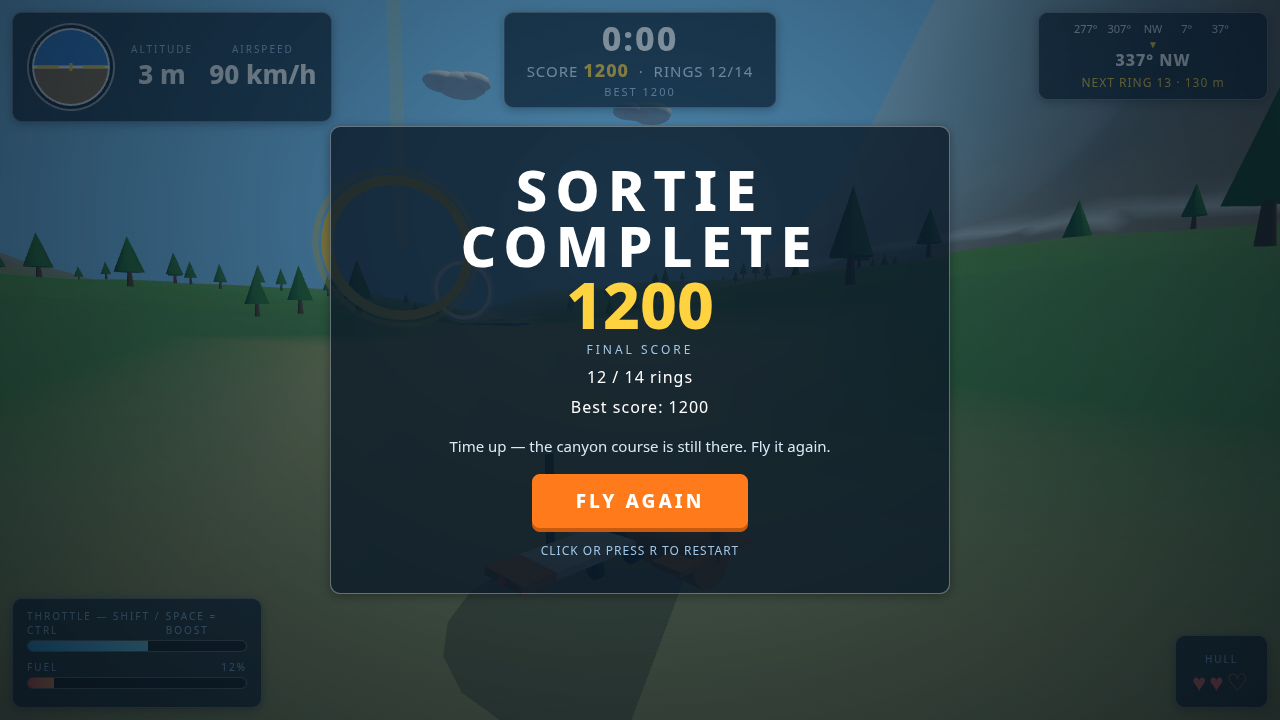 ALTITUDE
3 m
AIRSPEED
90 km/h
0:00
SCORE 1200 · RINGS 12/14
BEST 1200
277° 307° NW 7° 37°
▼
337° NW
NEXT RING 13 · 130 m
SORTIE
COMPLETE
1200
FINAL SCORE
12 / 14 rings
Best score: 1200
Time up — the canyon course is still there. Fly it again.
FLY AGAIN
CLICK OR PRESS R TO RESTART
THROTTLE — SHIFT / CTRL
SPACE = BOOST
FUEL 12%
HULL
♥♥♡